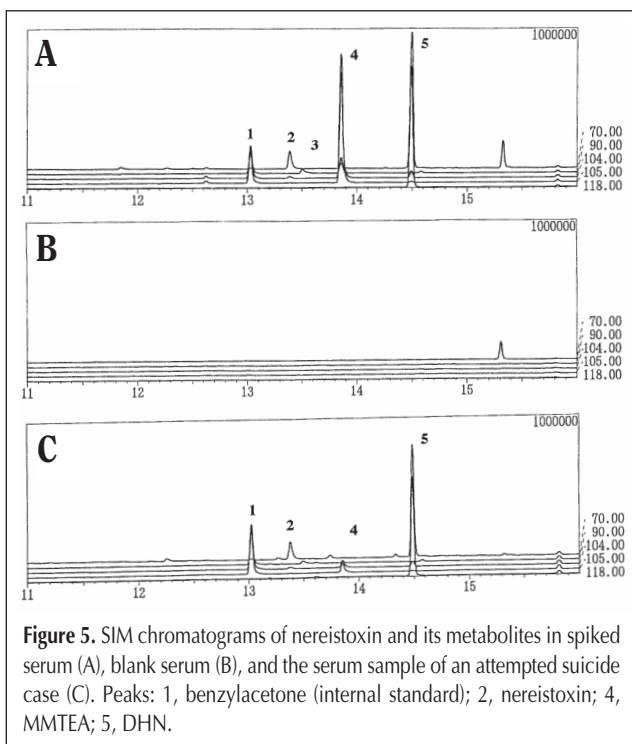 A
1000000
4
5
1
2
3
70.00
90.00
104.00
105.00
118.00
11 12 13 14 15
B
1000000
70.00
90.00
104.00
105.00
118.00
11 12 13 14 15
C
1000000
5
1
2
4
70.00
90.00
104.00
105.00
118.00
11 12 13 14 15
Figure 5. SIM chromatograms of nereistoxin and its metabolites in spiked
serum (A), blank serum (B), and the serum sample of an attempted suicide
case (C). Peaks: 1, benzylacetone (internal standard); 2, nereistoxin; 4,
MMTEA; 5, DHN.